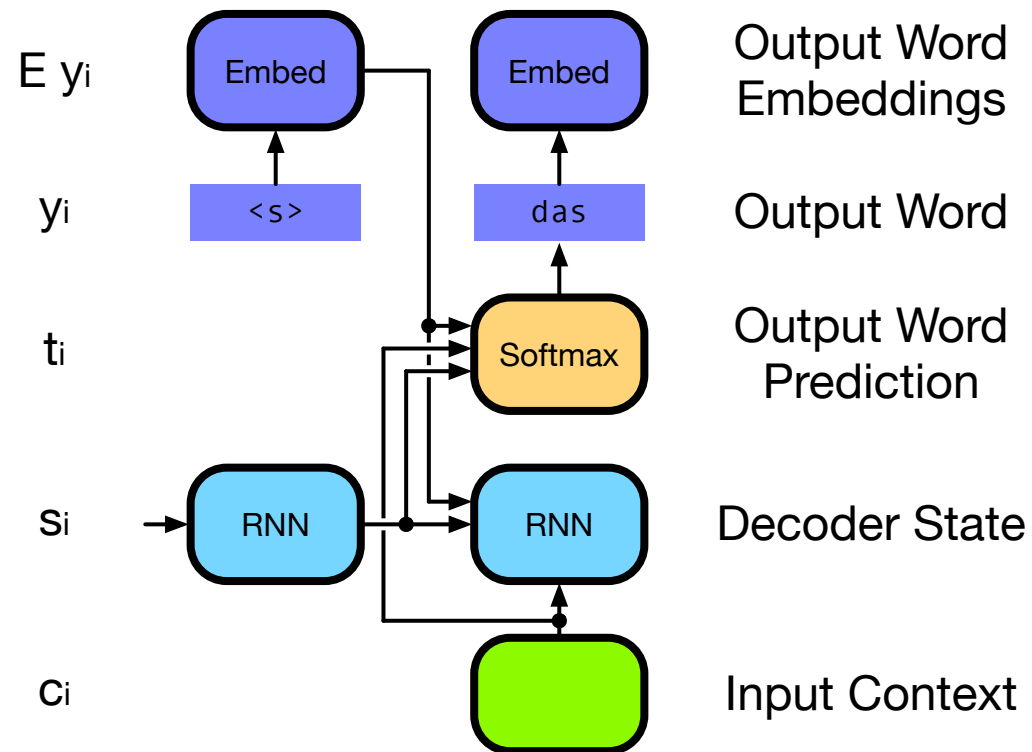 E yi
Embed
Embed
Output Word
Embeddings
yi
<s>
das
Output Word
ti
Softmax
Output Word
Prediction
si
RNN
RNN
Decoder State
ci
Input Context